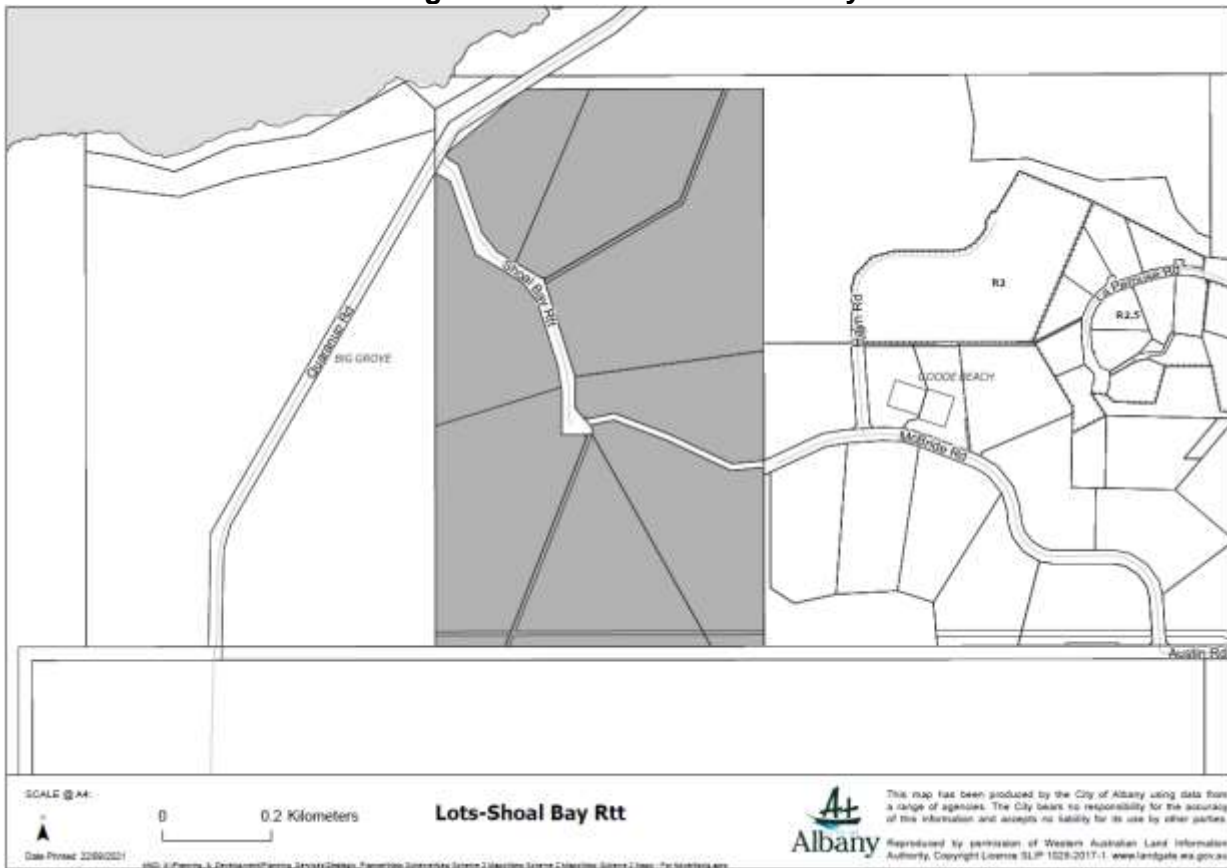 Shoal Bay Rtt
Quaranup Rd
BIG GROVE
R2
La Perouse Rd
R2.5
Rd
GOODE BEACH
McBride Rd
Austin Rd
SCALE @ A4:
0 0.2 Kilometers
Lots-Shoal Bay Rtt
Albany
This map has been produced by the City of Albany using data from
a range of agencies. The City bears no responsibility for the accuracy
of this information and accepts no liability for its use by other parties.
Reproduced by permission of Western Australian Land Information
Authority, Copyright Licence SLIP 1028-2017-1. www.landgate.wa.gov.
Date Printed: